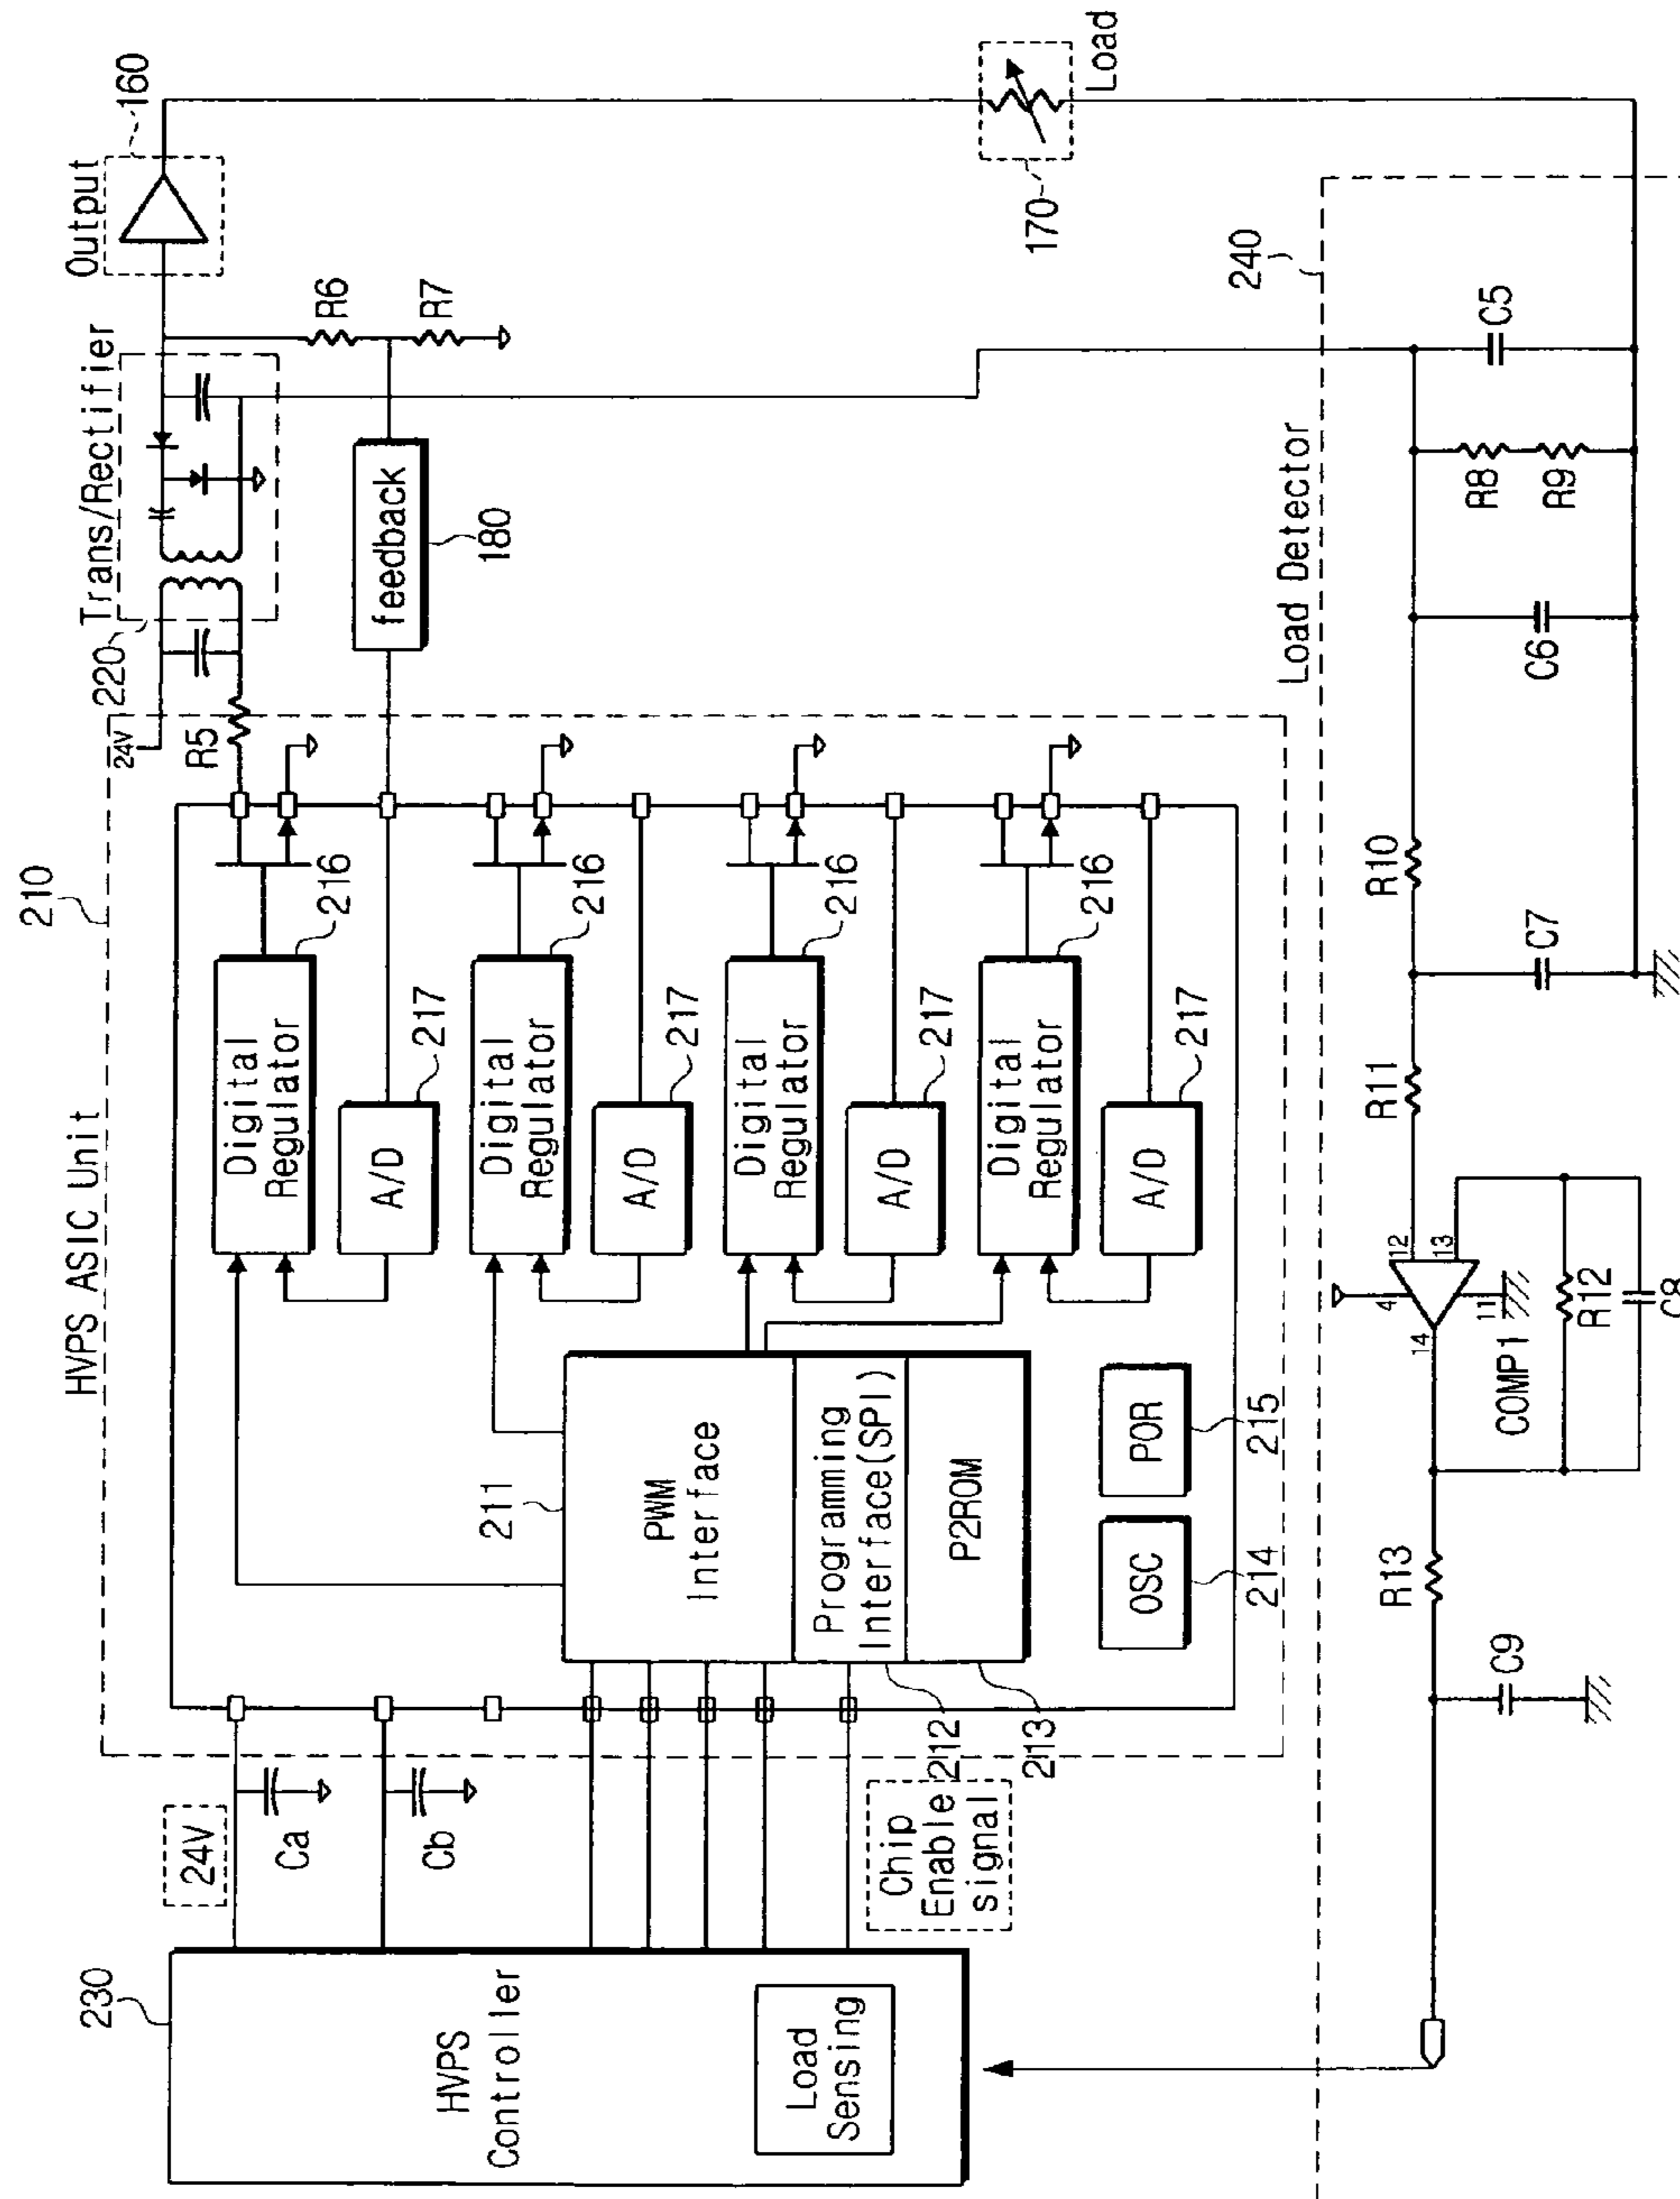 230
HVPS
Controller
Load
Sensing
24V
Ca
Cb
Chip
Enable
signal
HVPS ASIC Unit
210
211
PWM
Interface
Programming
Interface(SPI)
P2ROM
212
213
OSC
214
POR
215
Digital
Regulator
216
A/D
217
Digital
Regulator
216
A/D
217
Digital
Regulator
216
A/D
217
Digital
Regulator
216
A/D
217
24V
R5
220
Trans/Rectifier
feedback
180
R6
R7
Output
160
170
Load
Load Detector
240
C9
R13
14
4
11
12
13
COMP1
R12
C8
R11
C7
R10
C6
R8
R9
C5